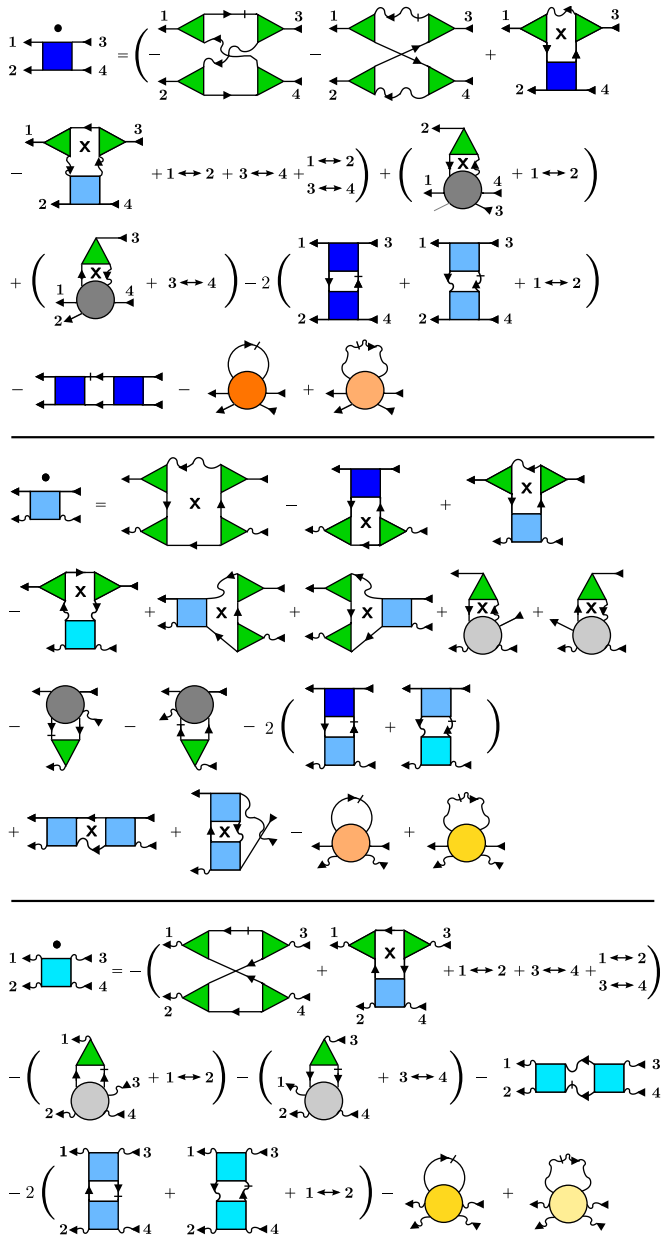 1 3 1 3 1 3
1 3 = ( − − + X
2 4 2 4 2 4 2 4
1 3 2
− X + 1 ↔ 2 + 3 ↔ 4 + 1 ↔ 2 ) + ( X + 1 ↔ 2 )
3 ↔ 4 1 4
2 4 3
3 1 3 1 3
+ ( X + 3 ↔ 4 ) − 2 ( + + 1 ↔ 2 )
1 4
2 2 4 2 4
− − +
= X − X + X
− X + X + X + X + X
− − − 2 ( + )
+ X + X − +
1 3 1 3
1 3 = − ( + X + 1 ↔ 2 + 3 ↔ 4 + 1 ↔ 2 )
2 4 3 ↔ 4
2 4 2 4
1 3
− ( 3 + 1 ↔ 2 ) − ( 1 + 3 ↔ 4 ) − 1 3
2 4 2 4 2 4
1 3 1 3
− 2 ( + + 1 ↔ 2 ) − +
2 4 2 4